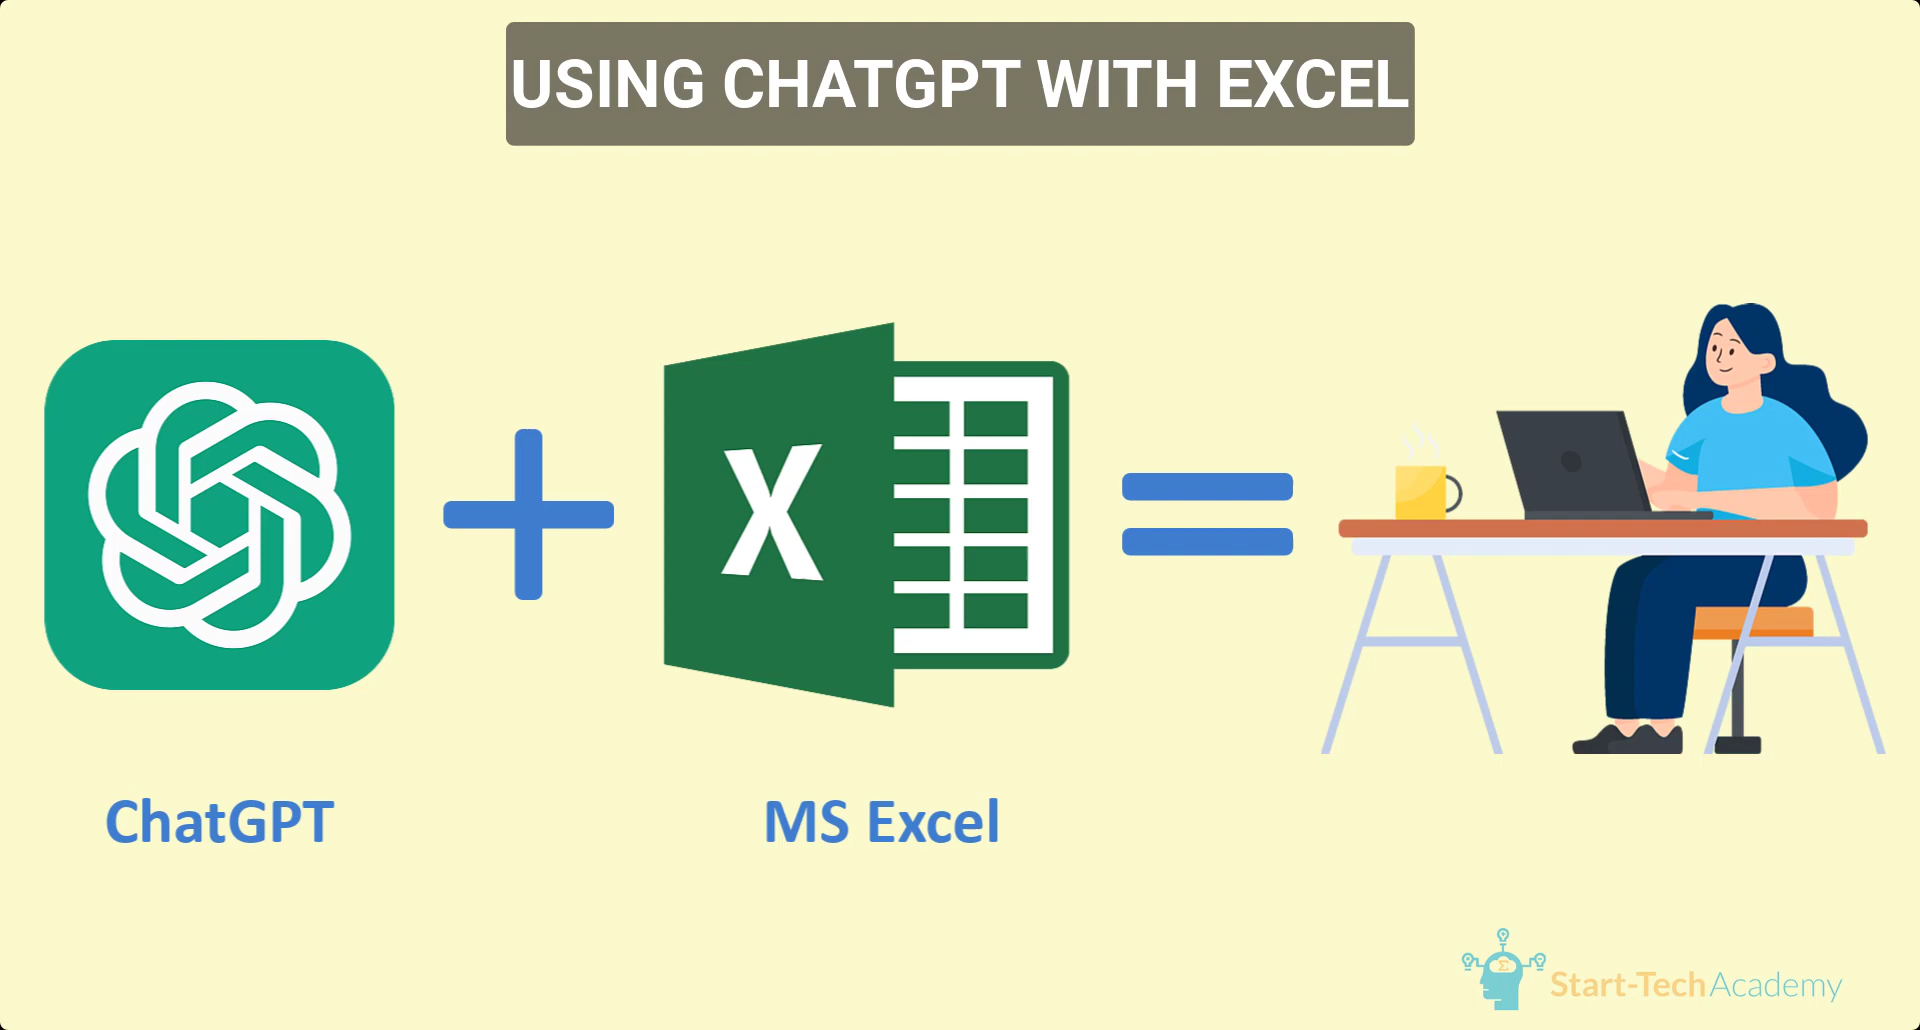 USING CHATGPT WITH EXCEL
X
ChatGPT
MS Excel
Start-Tech Academy